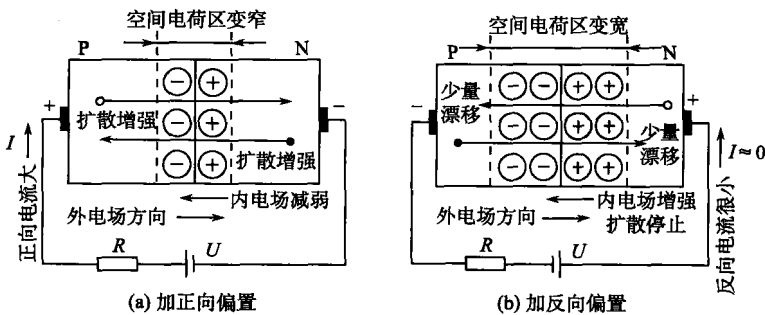 空间电荷区变窄
P
N
− +
− +
− +
+
−
扩散增强
扩散增强
I
正向电流大
内电场减弱
外电场方向
R
U
(a) 加正向偏置
空间电荷区变宽
P
N
− − + +
− − + +
− − + +
−
+
少量
漂移
少量
漂移
I≈0
反向电流很小
内电场增强
外电场方向
扩散停止
R
U
(b) 加反向偏置